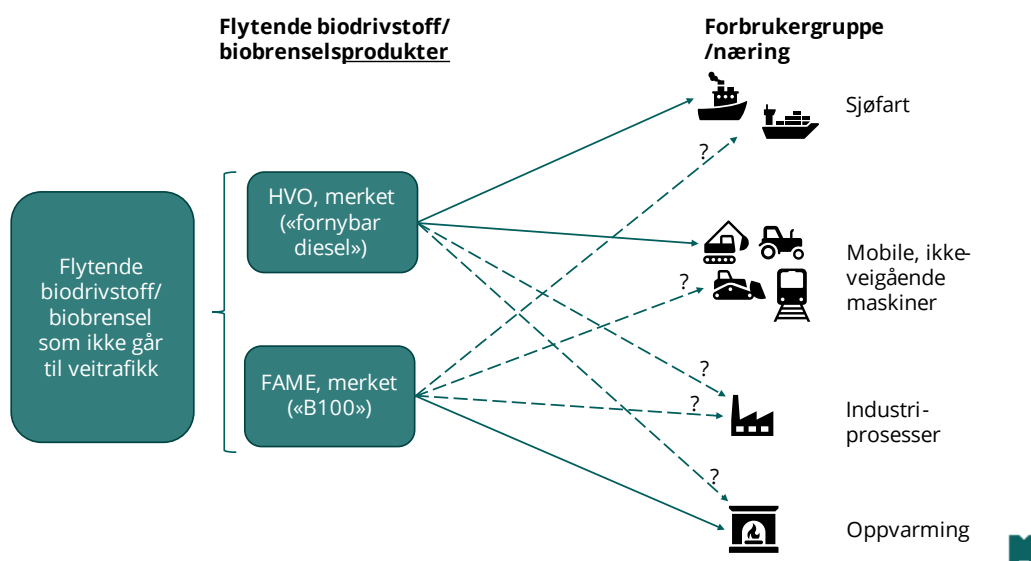 Flytende biodrivstoff/
biobrenselsprodukter
Forbrukergruppe
/næring
Flytende
biodrivstoff/
biobrensel
som ikke går
til veitrafikk
HVO, merket
(«fornybar
diesel»)
FAME, merket
(«B100»)
?
?
?
?
?
Sjøfart
Mobile, ikke-
veigående
maskiner
Industri-
prosesser
Oppvarming